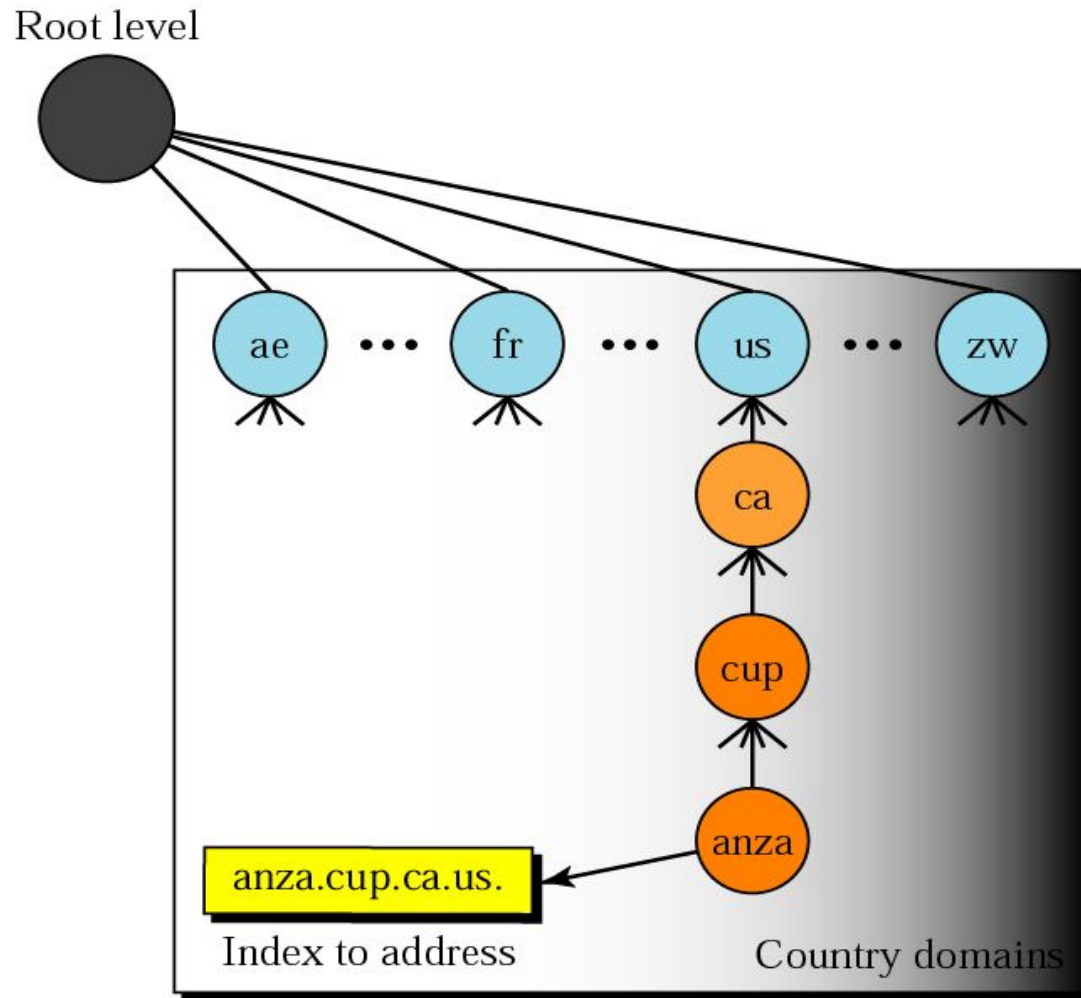 Root level
ae ••• fr ••• us ••• zw
ca
cup
anza
anza.cup.ca.us.
Index to address
Country domains